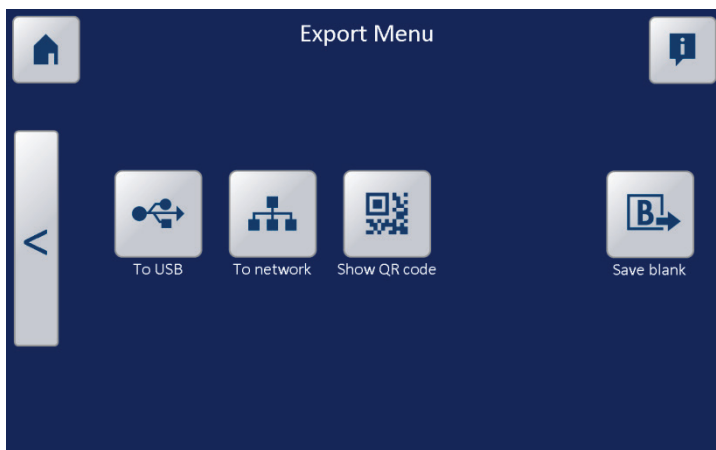 Export Menu
i
<
To USB
To network
Show QR code
B
Save blank